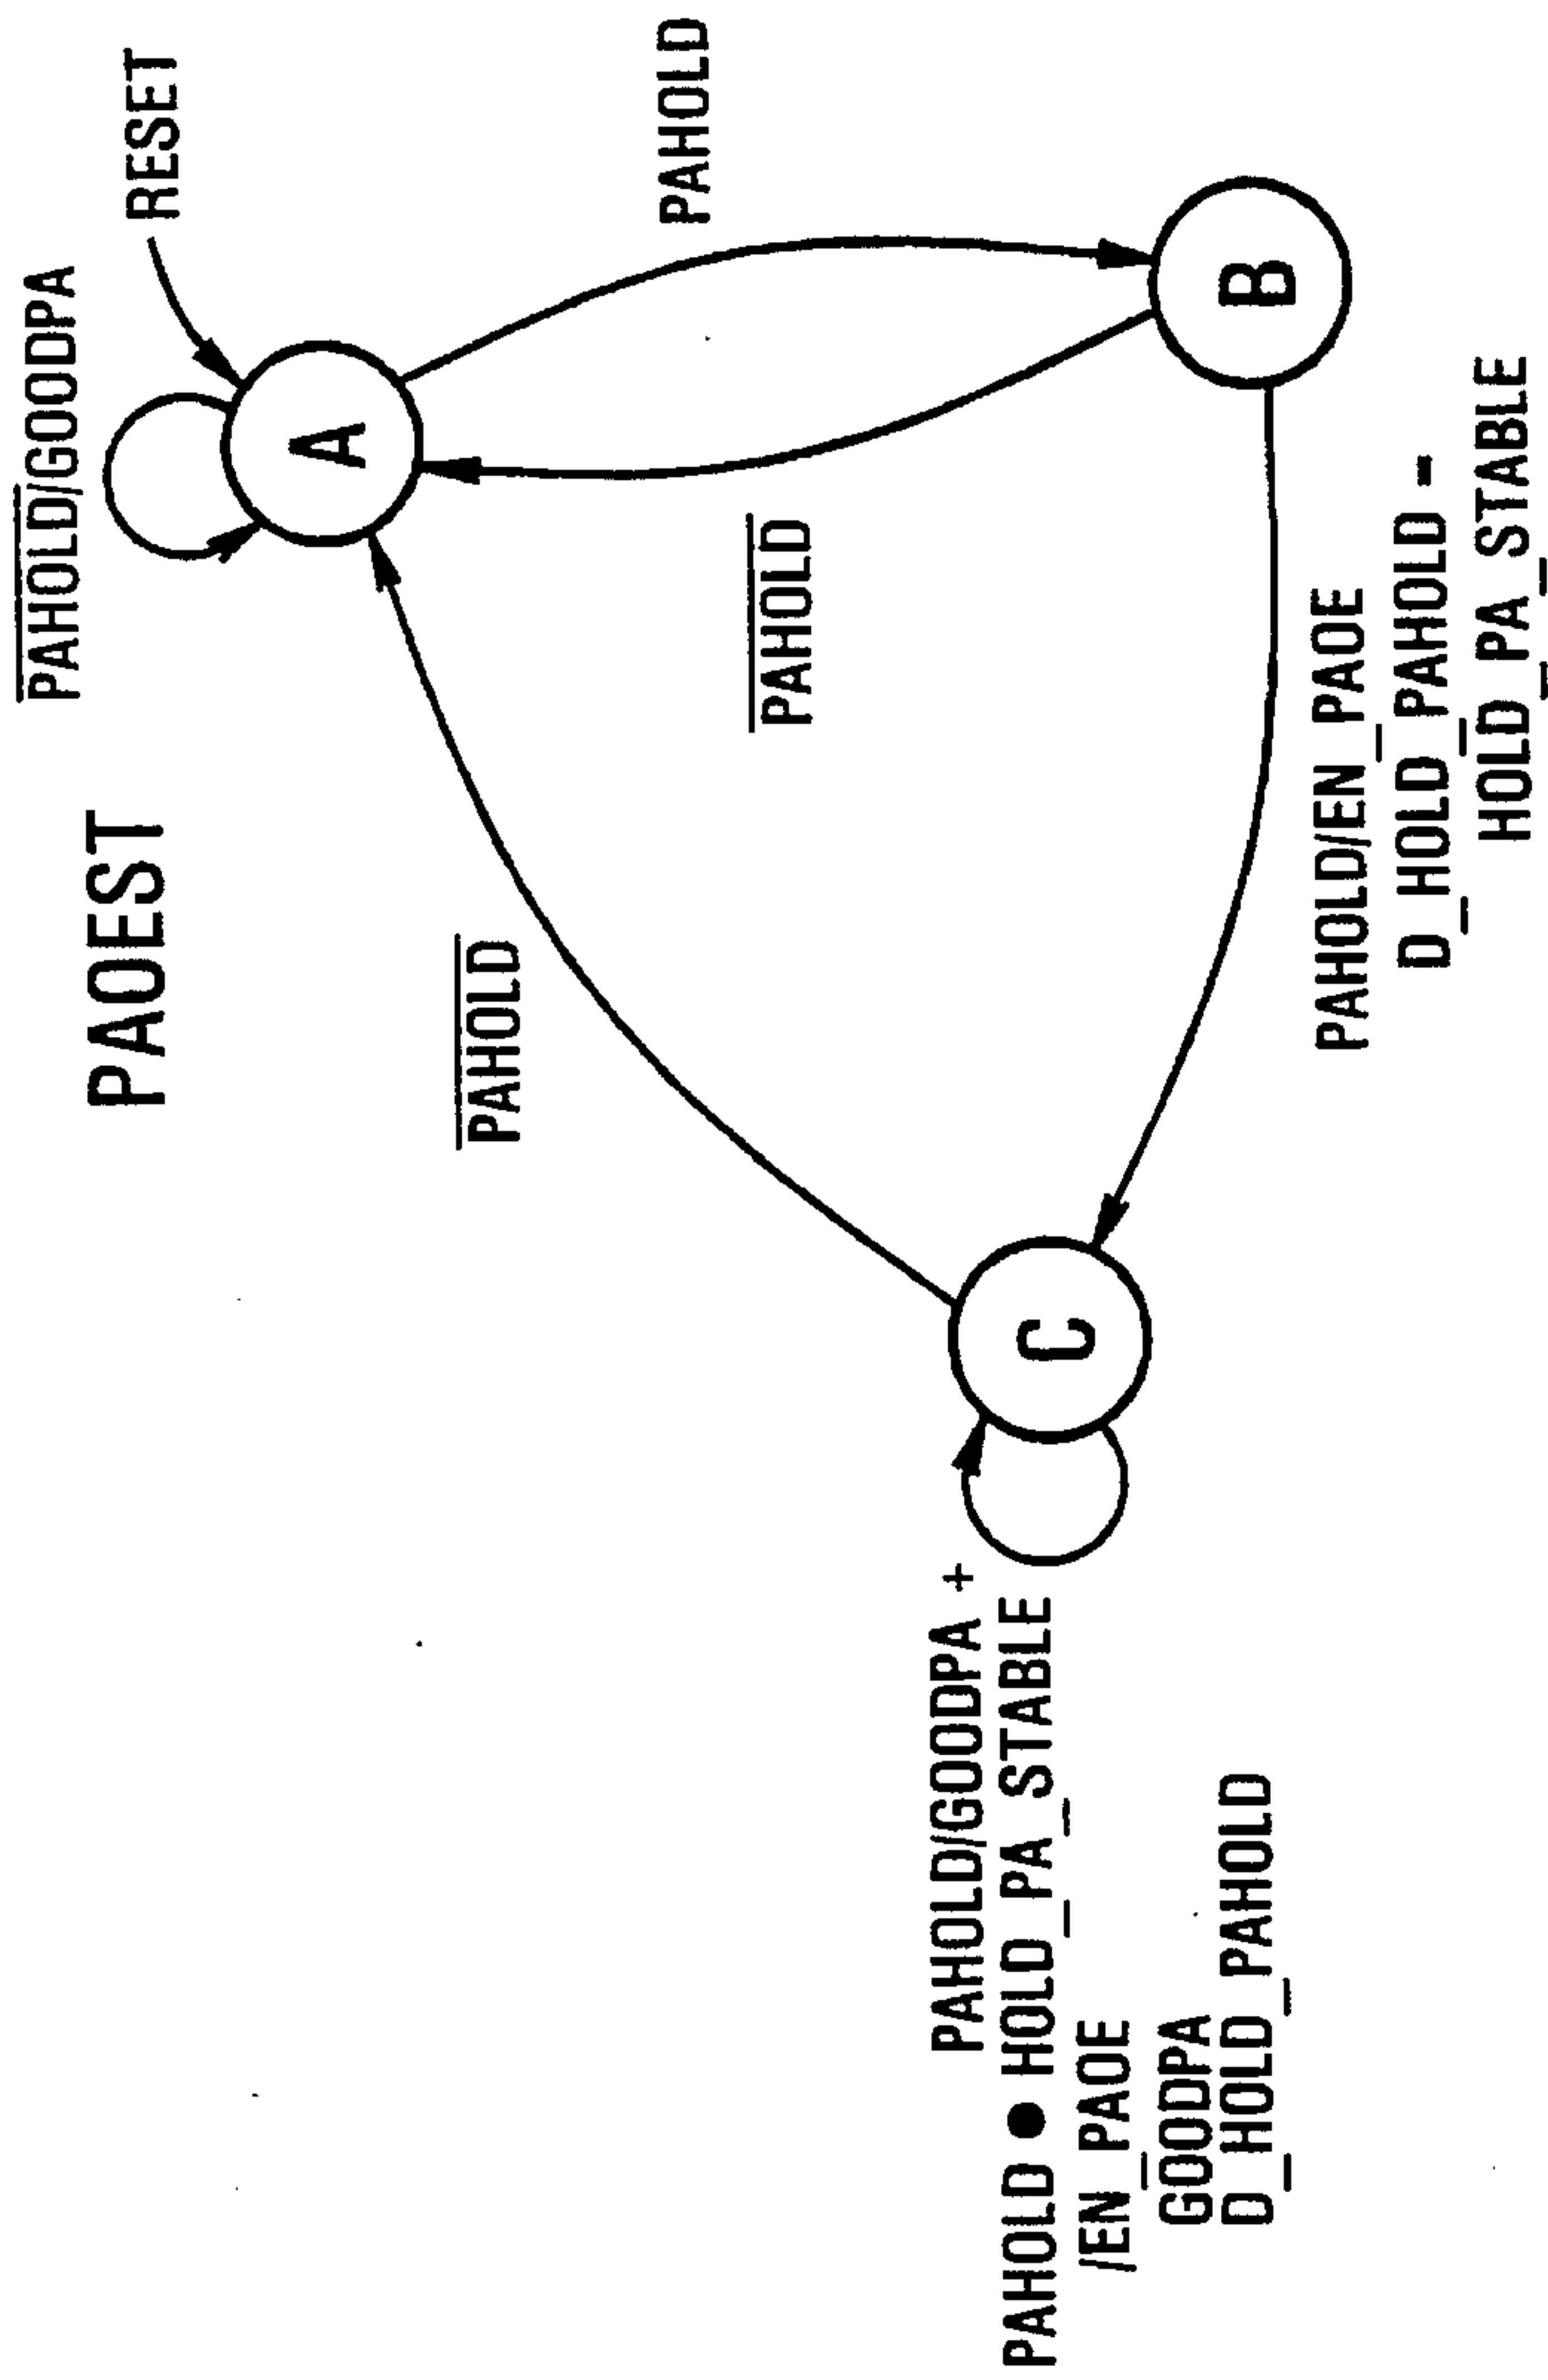 PAOEST
PAHOLD/GOODPA
RESET
PAHOLD
PAHOLD
PAHOLD
A
B
C
PAHOLD/GOODPA +
PAHOLD ● HOLD_PA_STABLE
/EN_PAOE
GOODPA
D_HOLD_PAHOLD
PAHOLD/EN_PAOE
D_HOLD_PAHOLD -
HOLD_PA_STABLE